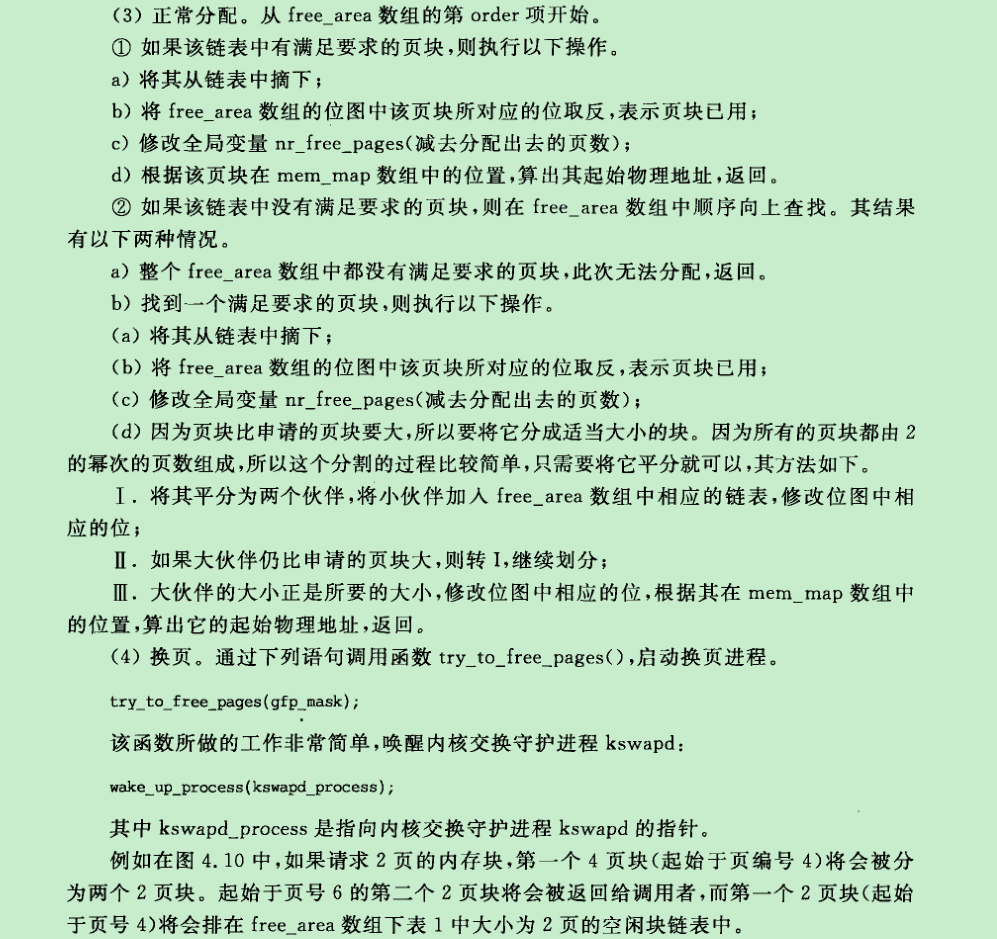 (3) 正常分配。从 free_area 数组的第 order 项开始。
① 如果该链表中有满足要求的页块,则执行以下操作。
a) 将其从链表中摘下;
b) 将 free_area 数组的位图中该页块所对应的位取反,表示页块已用;
c) 修改全局变量 nr_free_pages(减去分配出去的页数);
d) 根据该页块在 mem_map 数组中的位置,算出其起始物理地址,返回。
② 如果该链表中没有满足要求的页块,则在 free_area 数组中顺序向上查找。其结果
有以下两种情况。
a) 整个 free_area 数组中都没有满足要求的页块,此次无法分配,返回。
b) 找到一个满足要求的页块,则执行以下操作。
(a) 将其从链表中摘下;
(b) 将 free_area 数组的位图中该页块所对应的位取反,表示页块已用;
(c) 修改全局变量 nr_free_pages(减去分配出去的页数);
(d) 因为页块比申请的页块要大,所以要将它分成适当大小的块。因为所有的页块都由 2
的幂次的页数组成,所以这个分割的过程比较简单,只需要将它平分就可以,其方法如下。
Ⅰ. 将其平分为两个伙伴,将小伙伴加入 free_area 数组中相应的链表,修改位图中相
应的位;
Ⅱ. 如果大伙伴仍比申请的页块大,则转 I,继续划分;
Ⅲ. 大伙伴的大小正是所要的大小,修改位图中相应的位,根据其在 mem_map 数组中
的位置,算出它的起始物理地址,返回。
(4) 换页。通过下列语句调用函数 try_to_free_pages(),启动换页进程。
try_to_free_pages(gfp_mask);
该函数所做的工作非常简单,唤醒内核交换守护进程 kswapd:
wake_up_process(kswapd_process);
其中 kswapd_process 是指向内核交换守护进程 kswapd 的指针。
例如在图 4.10 中,如果请求 2 页的内存块,第一个 4 页块(起始于页编号 4)将会被分
为两个 2 页块。起始于页号 6 的第二个 2 页块将会被返回给调用者,而第一个 2 页块(起始
于页号 4)将会排在 free_area 数组下表 1 中大小为 2 页的空闲块链表中。